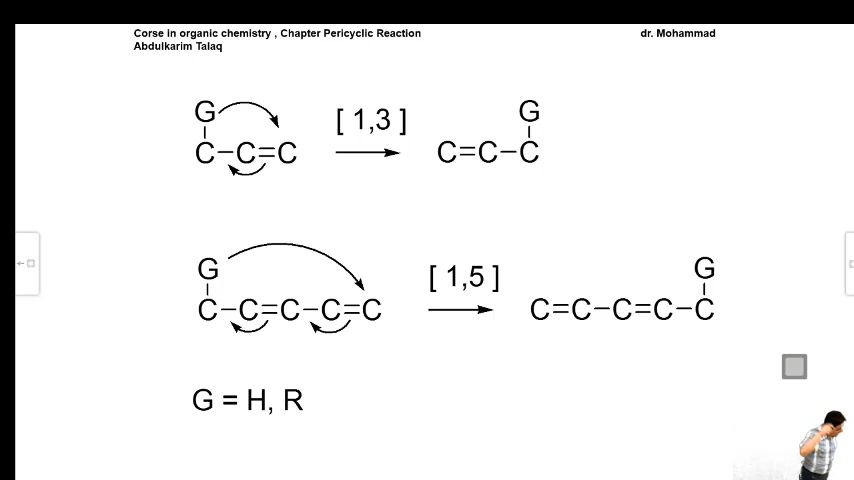 Corse in organic chemistry , Chapter Pericyclic Reaction dr. Mohammad
Abdulkarim Talaq
G G
[ 1,3 ]
C–C=C C=C–C
G G
[ 1,5 ]
C–C=C–C=C C=C–C=C–C
G = H, R